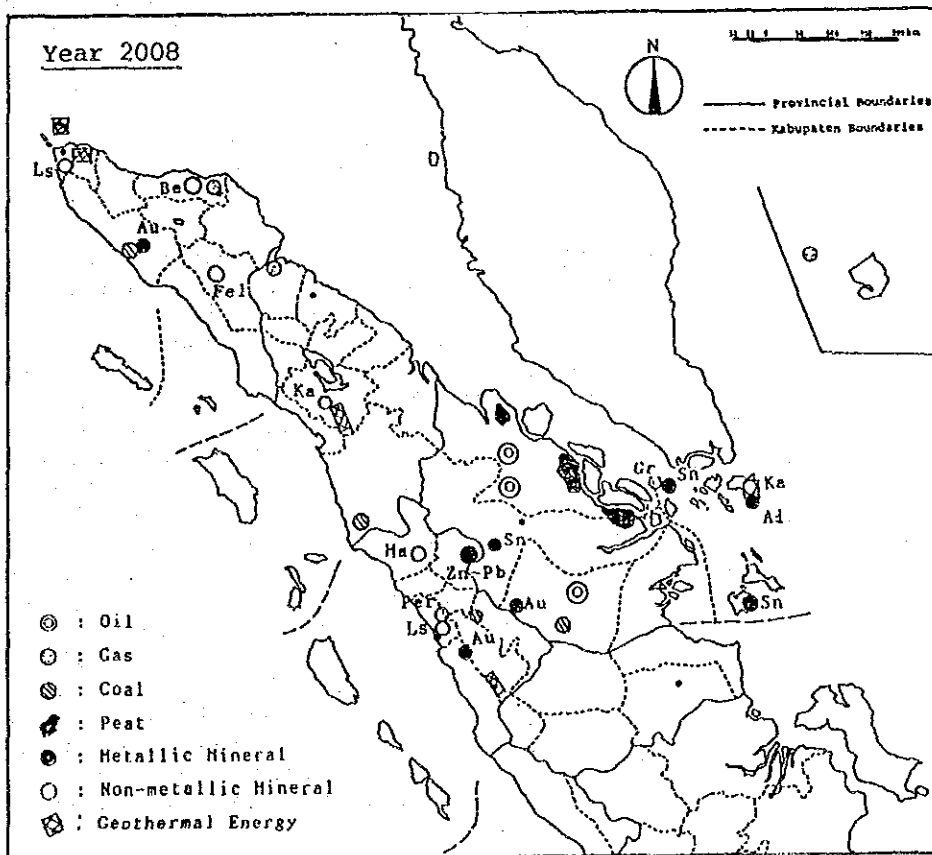 Year 2008
N
Provincial Boundaries
Kabupaten Boundaries
Ls
Be
Au
Fel
Ka
Gr
Sn
Ka
Al
Ha
Sn
Zn-Pb
Per
Au
Sn
Ls
Au
: Oil
: Gas
: Coal
: Peat
: Metallic Mineral
: Non-metallic Mineral
: Geothermal Energy